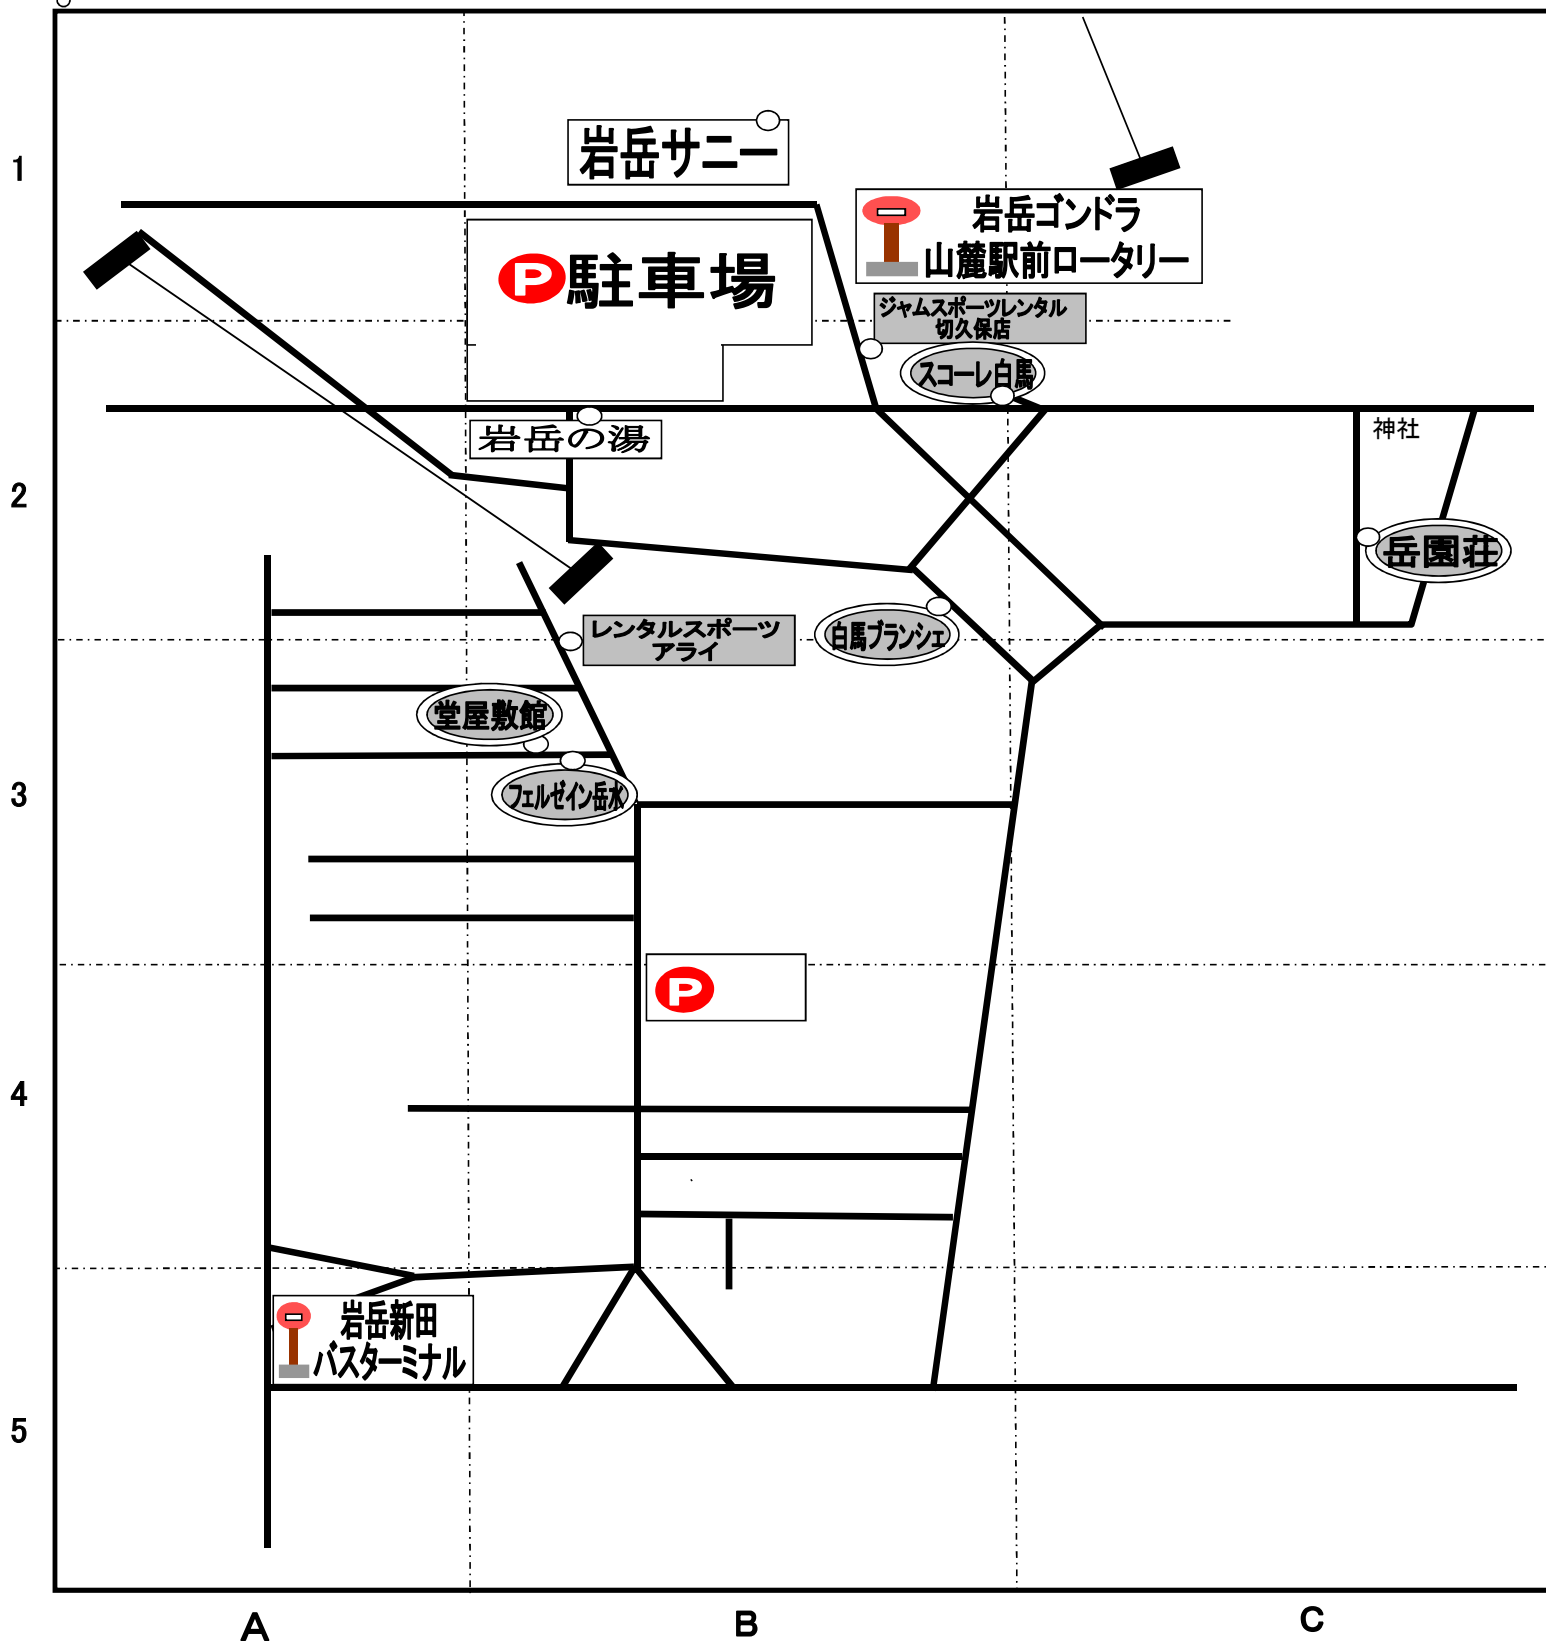 1
岩岳サニー
岩岳ゴンドラ
山麓駅前ロータリー
P駐車場
ジャムスポーツレンタル
切久保店
スコーレ白馬
岩岳の湯
神社
2
岳園荘
レンタルスポーツ
アライ
白馬ブランシェ
堂屋敷館
3
フェルゼイン岳水
P
4
岩岳新田
バスターミナル
5
A
B
C